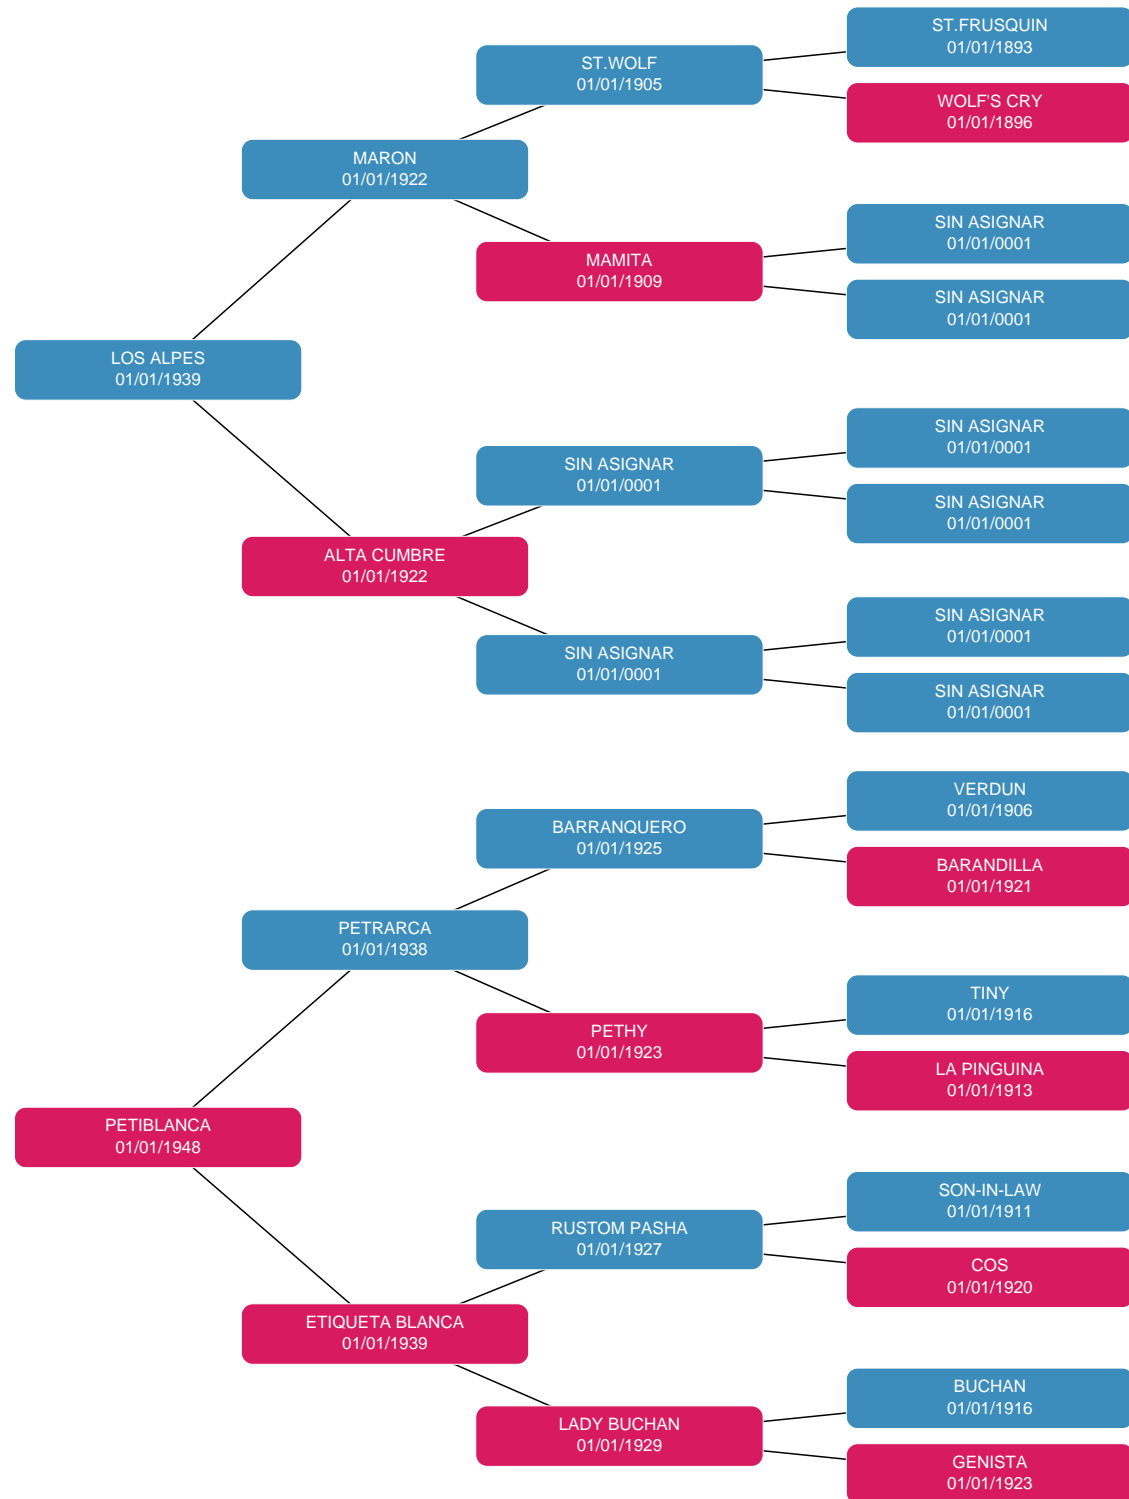 ST.FRUSQUIN
01/01/1893
ST.WOLF
01/01/1905
WOLF'S CRY
01/01/1896
MARON
01/01/1922
SIN ASIGNAR
01/01/0001
MAMITA
01/01/1909
SIN ASIGNAR
01/01/0001
LOS ALPES
01/01/1939
SIN ASIGNAR
01/01/0001
SIN ASIGNAR
01/01/0001
SIN ASIGNAR
01/01/0001
ALTA CUMBRE
01/01/1922
SIN ASIGNAR
01/01/0001
SIN ASIGNAR
01/01/0001
SIN ASIGNAR
01/01/0001
VERDUN
01/01/1906
BARRANQUERO
01/01/1925
BARANDILLA
01/01/1921
PETRARCA
01/01/1938
TINY
01/01/1916
PETHY
01/01/1923
LA PINGUINA
01/01/1913
PETIBLANCA
01/01/1948
SON-IN-LAW
01/01/1911
RUSTOM PASHA
01/01/1927
COS
01/01/1920
ETIQUETA BLANCA
01/01/1939
BUCHAN
01/01/1916
LADY BUCHAN
01/01/1929
GENISTA
01/01/1923